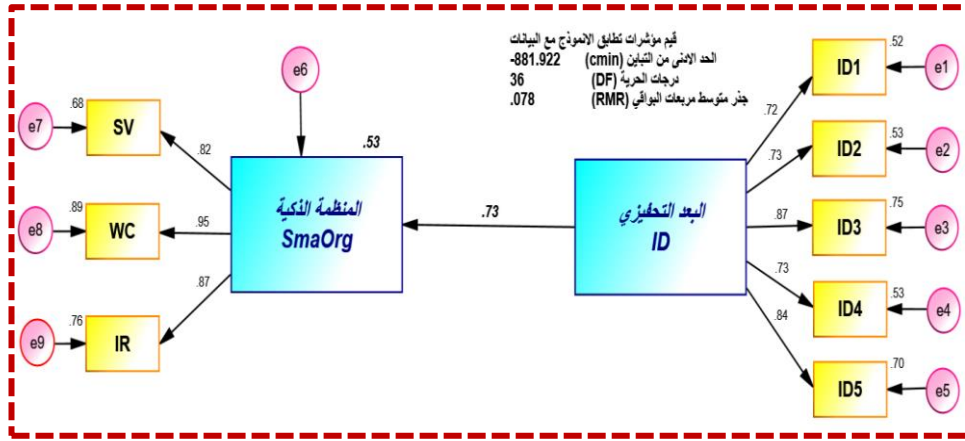 قيم مؤشرات تطابق الانموذج مع البيانات
الحد الادنى من التباين (cmin) -881.922
درجات الحرية (DF) 36
جذر متوسط مربعات البواقي (RMR) .078
e6
.53
المنظمة الذكية
SmaOrg
.73
البعد التحفيزي
ID
e7
.68
SV
.82
e8
.89
WC
.95
e9
.76
IR
.87
.52
ID1
e1
.72
.53
ID2
e2
.73
.75
ID3
e3
.87
.53
ID4
e4
.73
.70
ID5
e5
.84